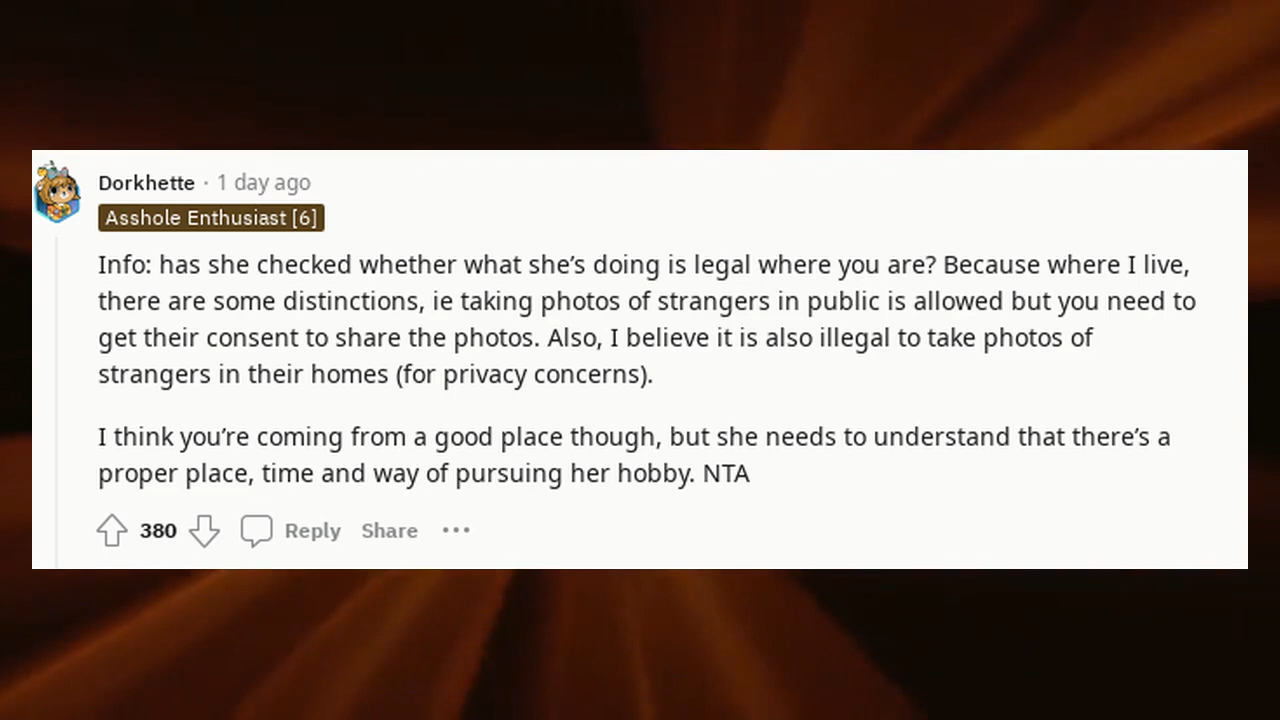 Dorkhette · 1 day ago
Asshole Enthusiast [6]
Info: has she checked whether what she’s doing is legal where you are? Because where I live,
there are some distinctions, ie taking photos of strangers in public is allowed but you need to
get their consent to share the photos. Also, I believe it is also illegal to take photos of
strangers in their homes (for privacy concerns).
I think you’re coming from a good place though, but she needs to understand that there’s a
proper place, time and way of pursuing her hobby. NTA
380 Reply Share ···